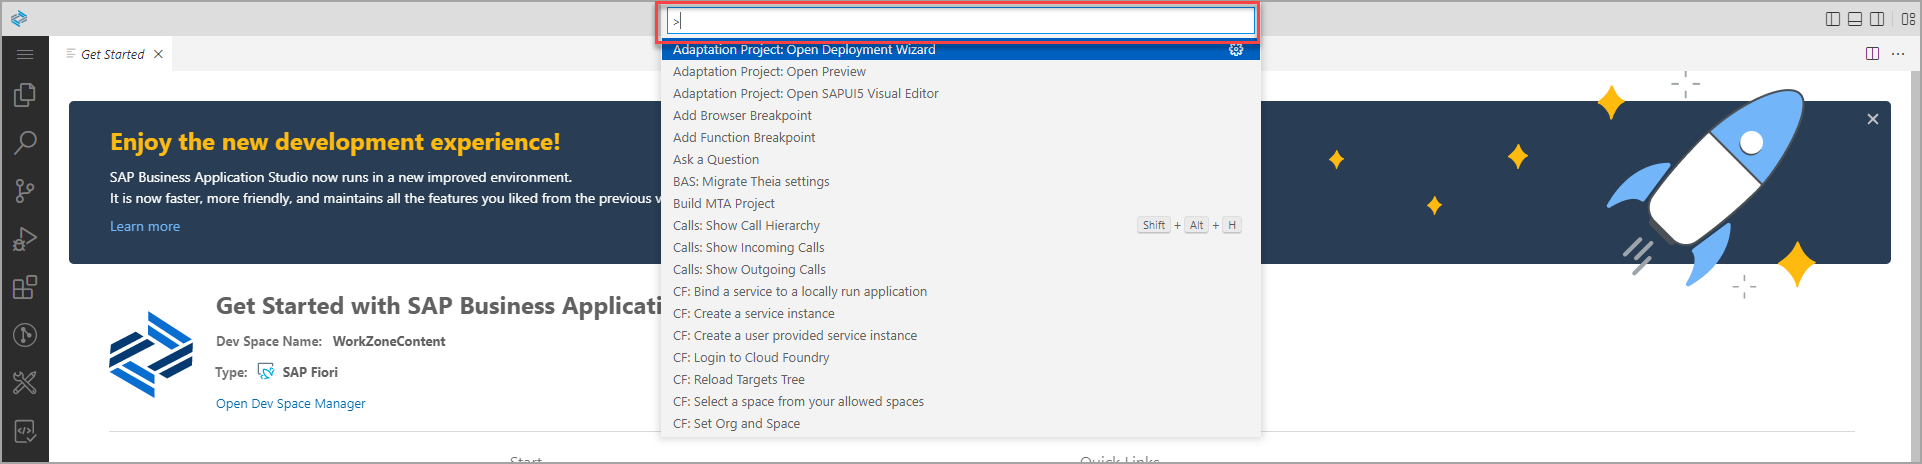 >
Get Started
Adaptation Project: Open Deployment Wizard
Adaptation Project: Open Preview
Adaptation Project: Open SAPUI5 Visual Editor
Add Browser Breakpoint
Add Function Breakpoint
Ask a Question
BAS: Migrate Theia settings
Build MTA Project
Calls: Show Call Hierarchy Shift + Alt + H
Calls: Show Incoming Calls
Calls: Show Outgoing Calls
CF: Bind a service to a locally run application
CF: Create a service instance
CF: Create a user provided service instance
CF: Login to Cloud Foundry
CF: Reload Targets Tree
CF: Select a space from your allowed spaces
CF: Set Org and Space
Enjoy the new development experience!
SAP Business Application Studio now runs in a new improved environment.
It is now faster, more friendly, and maintains all the features you liked from the previous
Learn more
Get Started with SAP Business Applicati
Dev Space Name: WorkZoneContent
Type: SAP Fiori
Open Dev Space Manager
Start
Quick Links